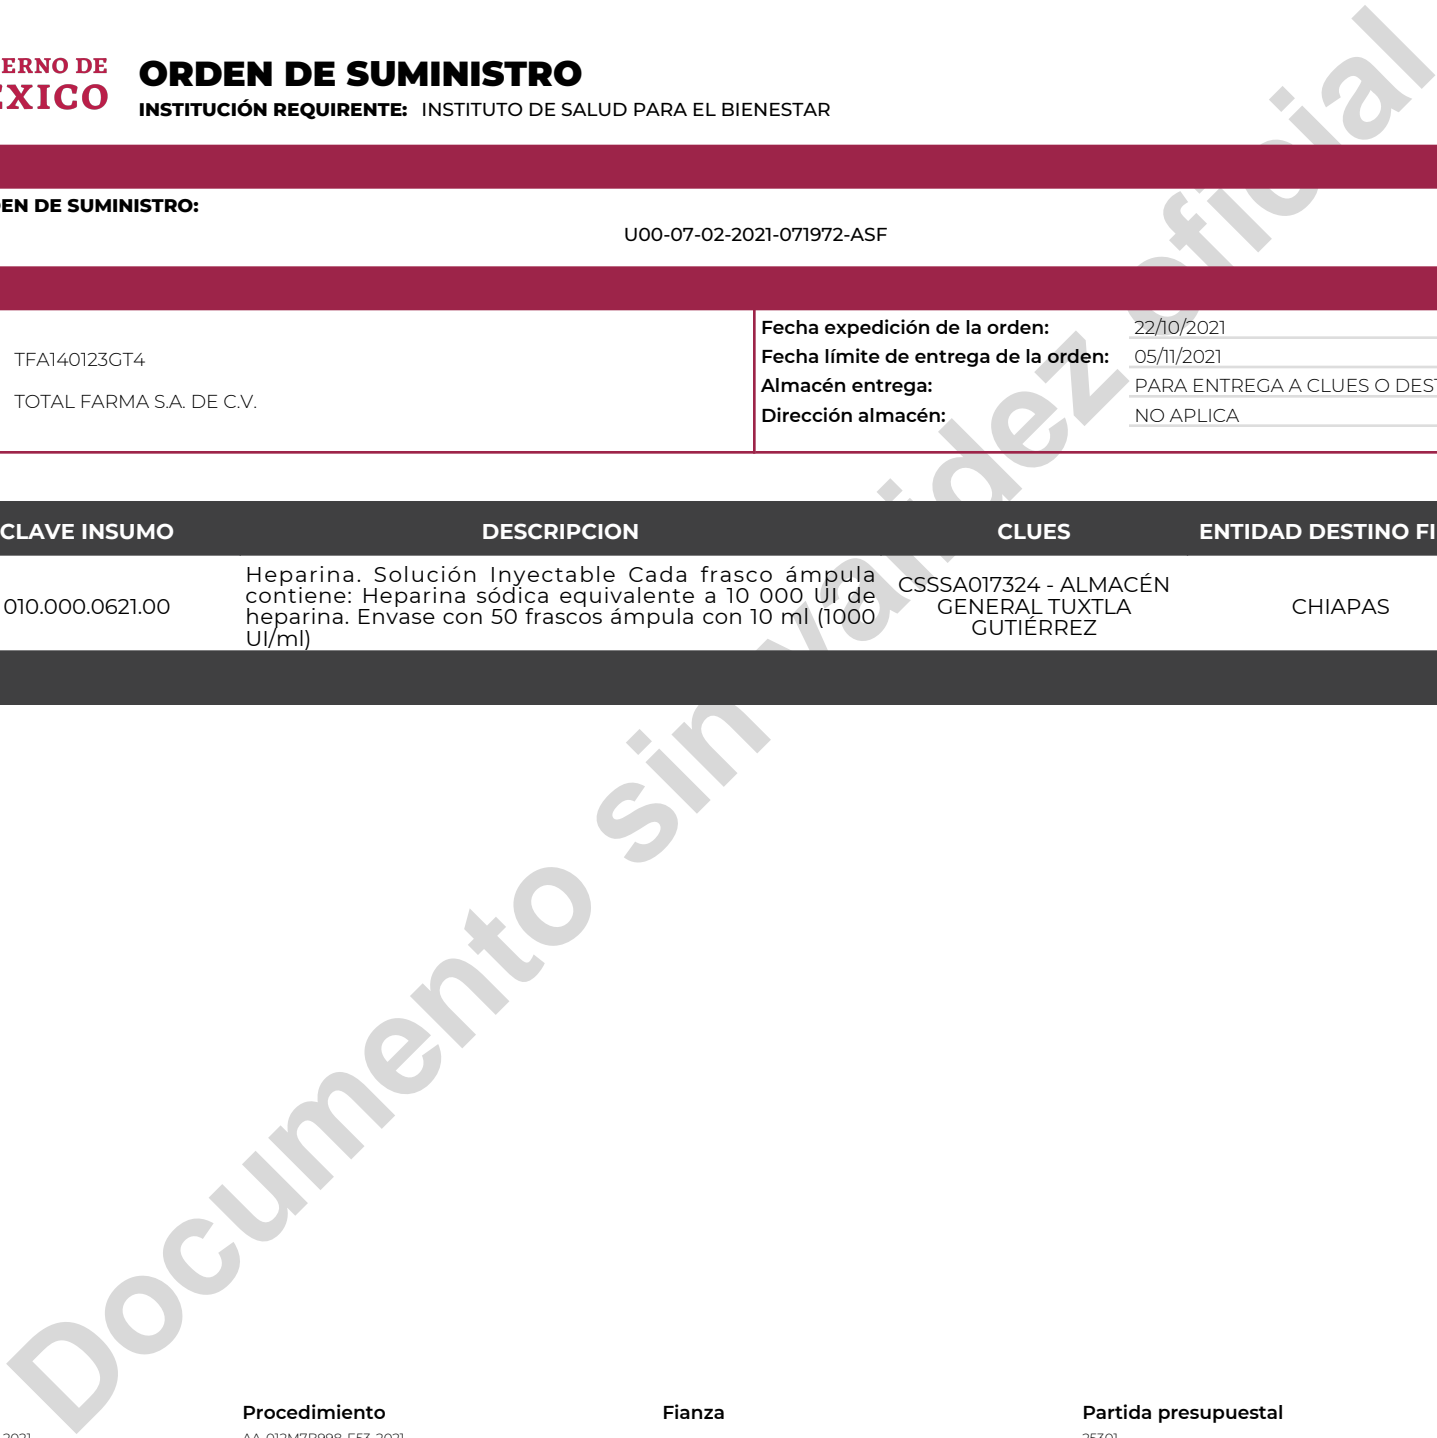 ERNO DE
ÉXICO
ORDEN DE SUMINISTRO
INSTITUCIÓN REQUIRENTE: INSTITUTO DE SALUD PARA EL BIENESTAR
EN DE SUMINISTRO:
U00-07-02-2021-071972-ASF
TFA140123GT4
TOTAL FARMA S.A. DE C.V.
Fecha expedición de la orden: 22/10/2021
Fecha límite de entrega de la orden: 05/11/2021
Almacén entrega: PARA ENTREGA A CLUES O DEST
Dirección almacén: NO APLICA
CLAVE INSUMO DESCRIPCION CLUES ENTIDAD DESTINO FI
010.000.0621.00
Heparina. Solución Inyectable Cada frasco ámpula
contiene: Heparina sódica equivalente a 10 000 UI de
heparina. Envase con 50 frascos ámpula con 10 ml (1000
UI/ml)
CSSSA017324 - ALMACÉN
GENERAL TUXTLA
GUTIÉRREZ
CHIAPAS
Documento sin validez oficial
Procedimiento Fianza Partida presupuestal